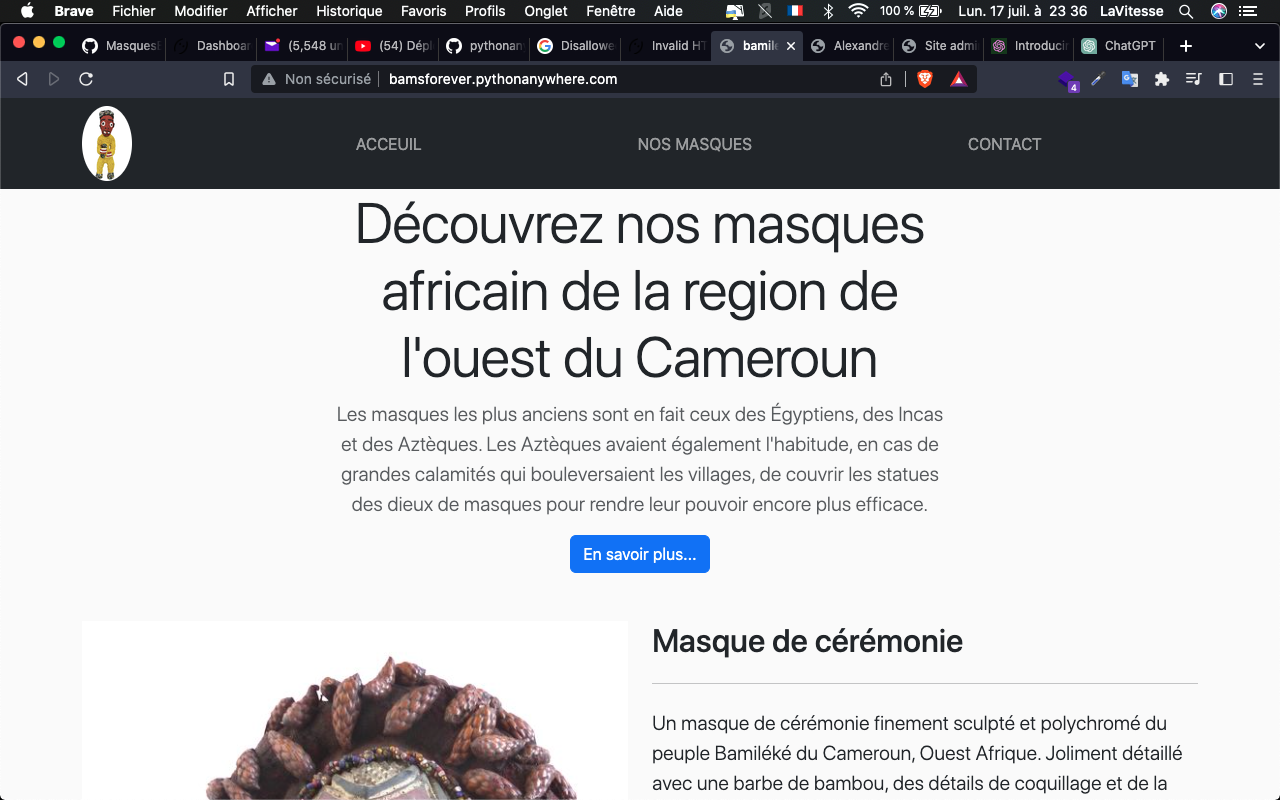 Brave Fichier Modifier Afficher Historique Favoris Profils Onglet Fenêtre Aide 100 % Lun. 17 juil. à 23 36 LaVitesse
Masques Dashboar (5,548 ur (54) Dépl pythonan Disallowe Invalid HT bamilé Alexandre Site admi Introducin ChatGPT
Non sécurisé bamsforever.pythonanywhere.com 4
ACCEUIL NOS MASQUES CONTACT
Découvrez nos masques
africain de la region de
l'ouest du Cameroun
Les masques les plus anciens sont en fait ceux des Égyptiens, des Incas
et des Aztèques. Les Aztèques avaient également l'habitude, en cas de
grandes calamités qui bouleversaient les villages, de couvrir les statues
des dieux de masques pour rendre leur pouvoir encore plus efficace.
En savoir plus...
Masque de cérémonie
Un masque de cérémonie finement sculpté et polychromé du
peuple Bamiléké du Cameroun, Ouest Afrique. Joliment détaillé
avec une barbe de bambou, des détails de coquillage et de la